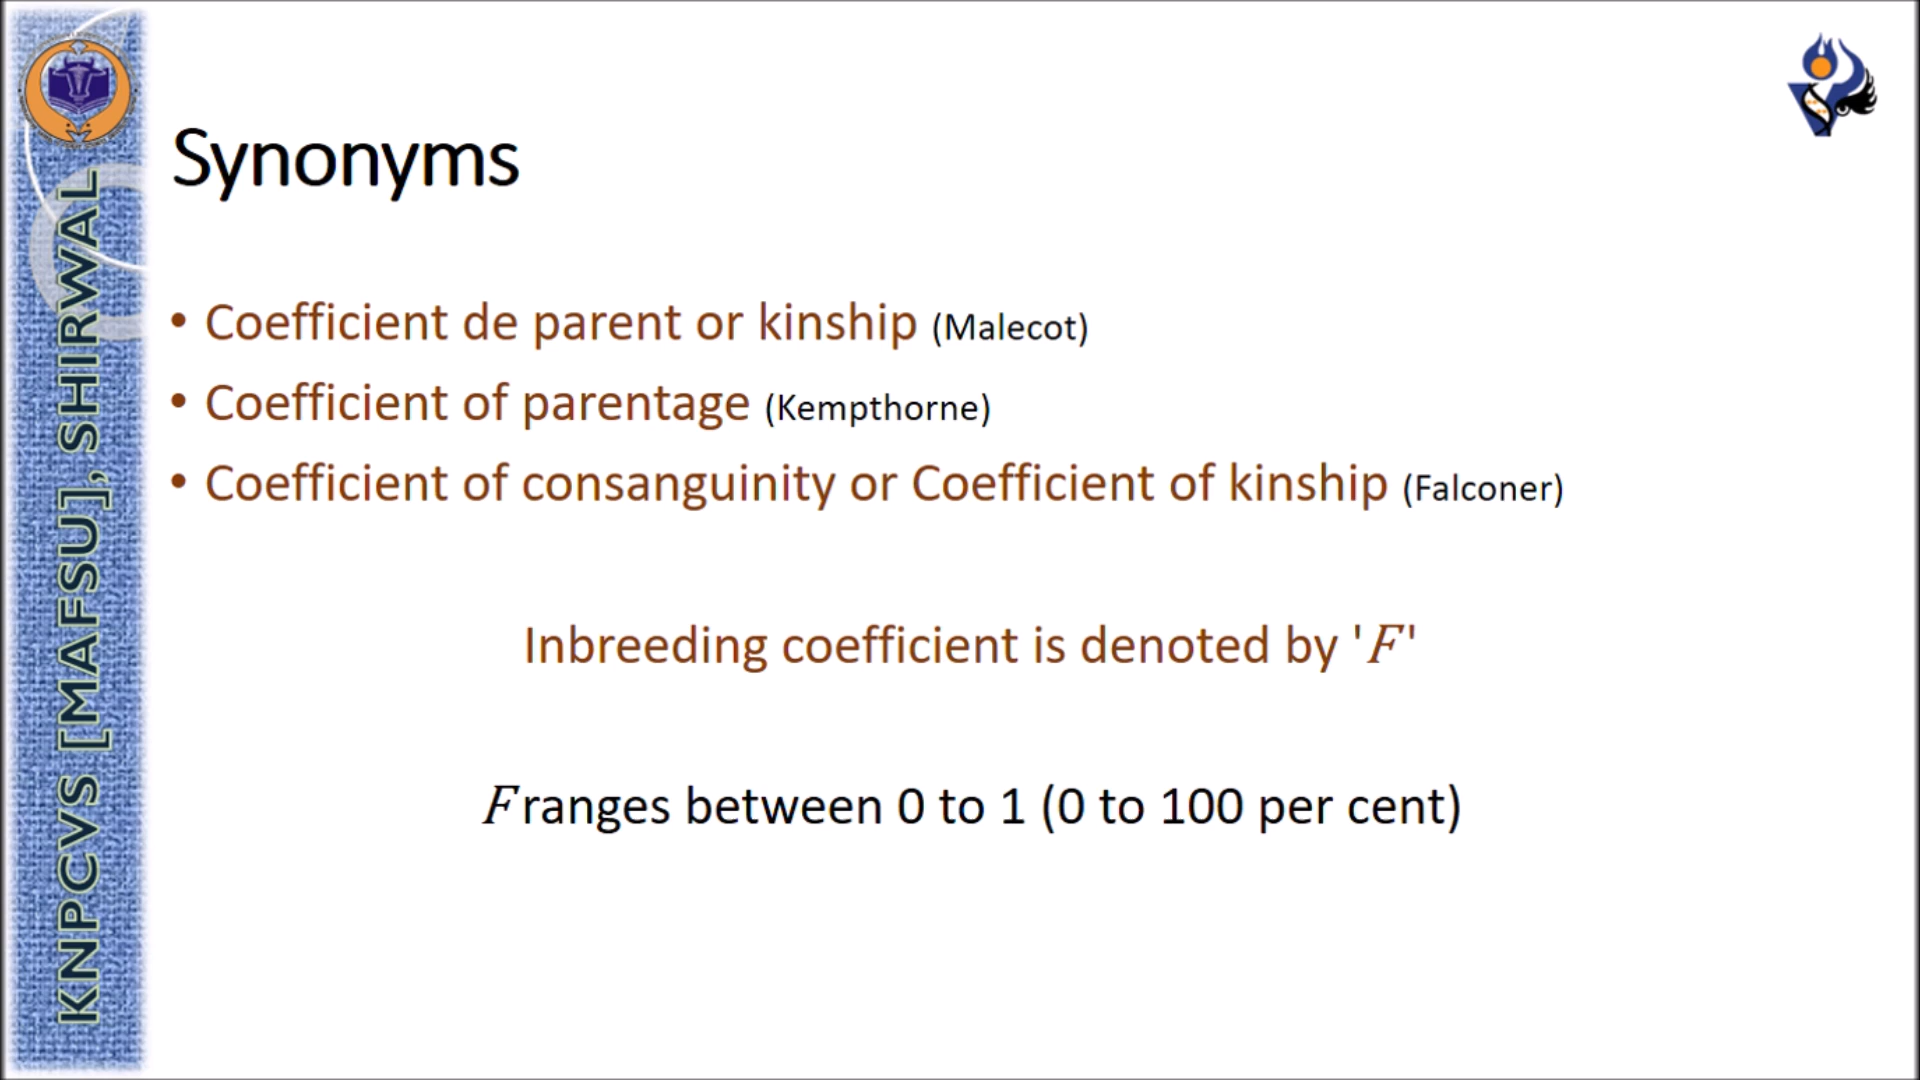 KNPCVS [MAFSU], SHIRWAL
Synonyms
• Coefficient de parent or kinship (Malecot)
• Coefficient of parentage (Kempthorne)
• Coefficient of consanguinity or Coefficient of kinship (Falconer)
Inbreeding coefficient is denoted by 'F'
F ranges between 0 to 1 (0 to 100 per cent)